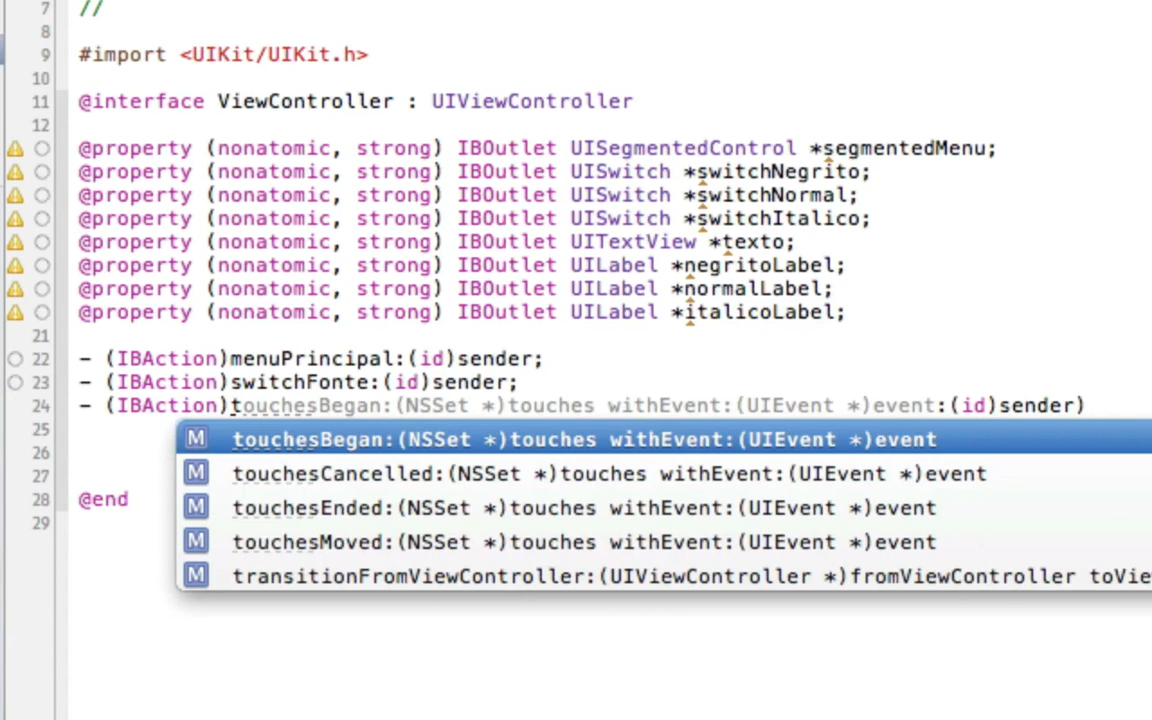 7 //
8
9 #import <UIKit/UIKit.h>
10
11 @interface ViewController : UIViewController
12
@property (nonatomic, strong) IBOutlet UISegmentedControl *segmentedMenu;
@property (nonatomic, strong) IBOutlet UISwitch *switchNegrito;
@property (nonatomic, strong) IBOutlet UISwitch *switchNormal;
@property (nonatomic, strong) IBOutlet UISwitch *switchItalico;
@property (nonatomic, strong) IBOutlet UITextView *texto;
@property (nonatomic, strong) IBOutlet UILabel *negritoLabel;
@property (nonatomic, strong) IBOutlet UILabel *normalLabel;
@property (nonatomic, strong) IBOutlet UILabel *italicoLabel;
21
22 - (IBAction)menuPrincipal:(id)sender;
23 - (IBAction)switchFonte:(id)sender;
24 - (IBAction)touchesBegan:(NSSet *)touches withEvent:(UIEvent *)event:(id)sender)
25
M touchesBegan:(NSSet *)touches withEvent:(UIEvent *)event
26
M touchesCancelled:(NSSet *)touches withEvent:(UIEvent *)event
27
28 @end
M touchesEnded:(NSSet *)touches withEvent:(UIEvent *)event
29
M touchesMoved:(NSSet *)touches withEvent:(UIEvent *)event
M transitionFromViewController:(UIViewController *)fromViewController toVie